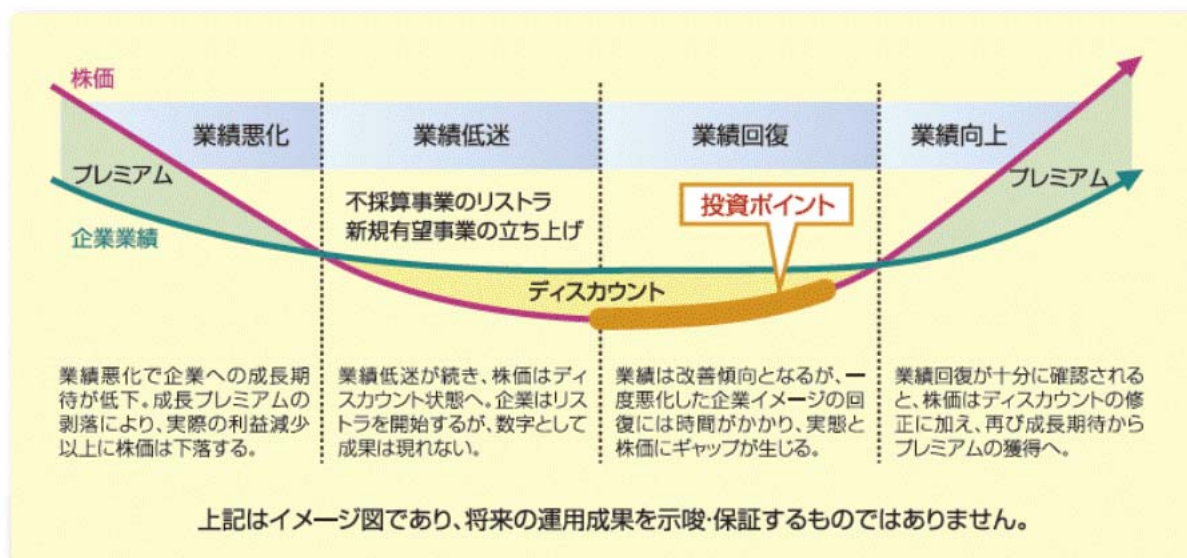 株価
業績悪化
業績低迷
業績回復
業績向上
プレミアム
プレミアム
企業業績
不採算事業のリストラ
新規有望事業の立ち上げ
投資ポイント
ディスカウント
業績悪化で企業への成長期
待が低下。成長プレミアムの
剥落により、実際の利益減少
以上に株価は下落する。
業績低迷が続き、株価はディ
スカウント状態へ。企業はリス
トラを開始するが、数字として
成果は現れない。
業績は改善傾向となるが、一
度悪化した企業イメージの回
復には時間がかかり、実態と
株価にギャップが生じる。
業績回復が十分に確認される
と、株価はディスカウントの修
正に加え、再び成長期待から
プレミアムの獲得へ。
上記はイメージ図であり、将来の運用成果を示唆・保証するものではありません。